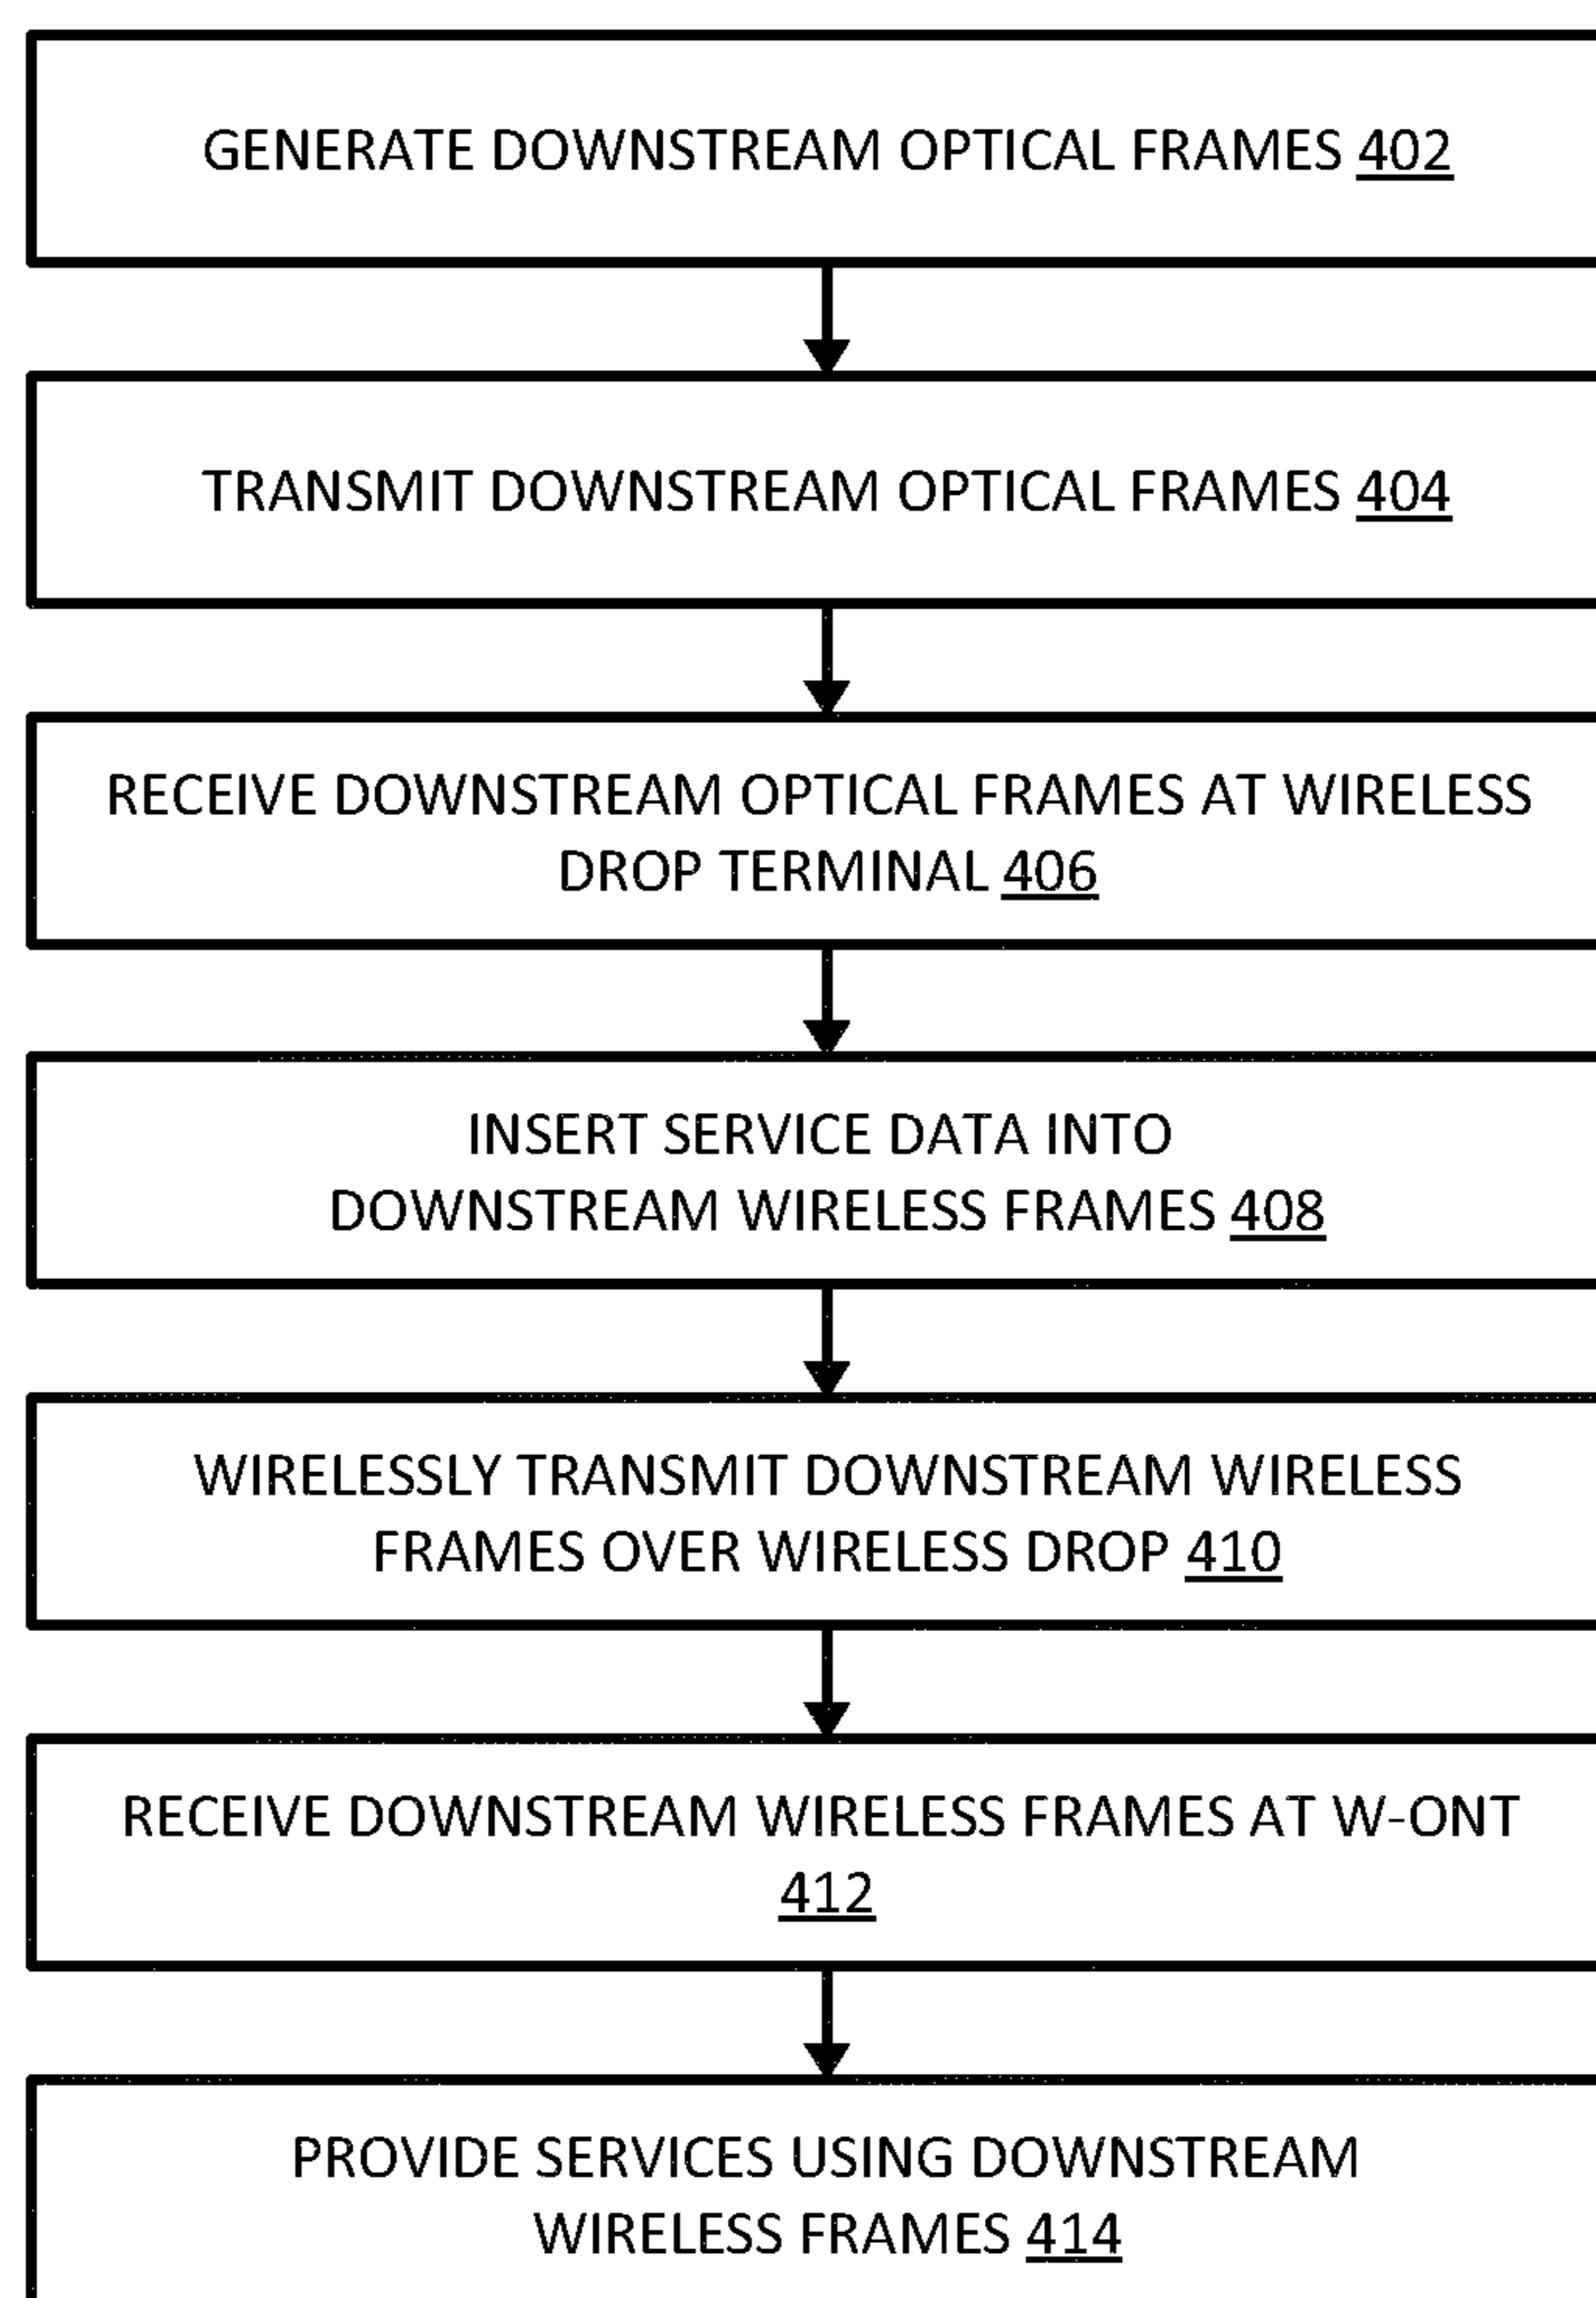 GENERATE DOWNSTREAM OPTICAL FRAMES 402
TRANSMIT DOWNSTREAM OPTICAL FRAMES 404
RECEIVE DOWNSTREAM OPTICAL FRAMES AT WIRELESS
DROP TERMINAL 406
INSERT SERVICE DATA INTO
DOWNSTREAM WIRELESS FRAMES 408
WIRELESSLY TRANSMIT DOWNSTREAM WIRELESS
FRAMES OVER WIRELESS DROP 410
RECEIVE DOWNSTREAM WIRELESS FRAMES AT W-ONT
412
PROVIDE SERVICES USING DOWNSTREAM
WIRELESS FRAMES 414